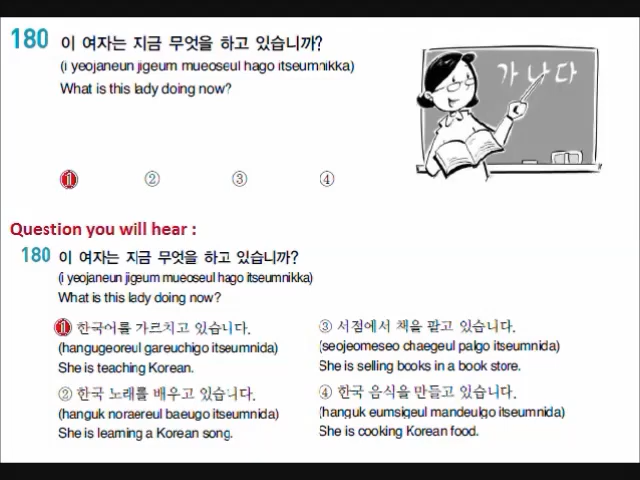 180 이 여자는 지금 무엇을 하고 있습니까?
(i yeojaneun jigeum mueoseul hago itseumnikka)
What is this lady doing now?
가 나 다
① ② ③ ④
Question you will hear :
180 이 여자는 지금 무엇을 하고 있습니까?
(i yeojaneun jigeum mueoseul hago itseumnikka)
What is this lady doing now?
① 한국어를 가르치고 있습니다.
(hangugeoreul gareuchigo itseumnida)
She is teaching Korean.
② 한국 노래를 배우고 있습니다.
(hanguk noraereul baeugo itseumnida)
She is learning a Korean song.
③ 서점에서 책을 팔고 있습니다.
(seojeomeseo chaegeul palgo itseumnida)
She is selling books in a book store.
④ 한국 음식을 만들고 있습니다.
(hanguk eumsigeul mandeulgo itseumnida)
She is cooking Korean food.